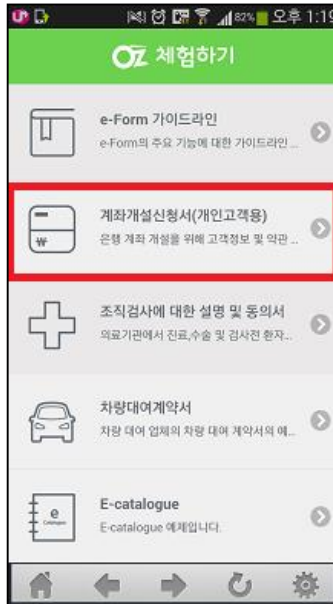 82% 오후 1:19
OZ 체험하기
e-Form 가이드라인
e-Form의 주요 기능에 대한 가이드라인 ...
계좌개설신청서(개인고객용)
은행 계좌 개설을 위해 고객정보 및 약관 ...
₩
조직검사에 대한 설명 및 동의서
의료기관에서 진료,수술 및 검사전 환자...
차량대여계약서
차량 대여 업체의 차량 대여 계약서의 예...
E-catalogue
e
Catalogue
E-catalogue 예제입니다.